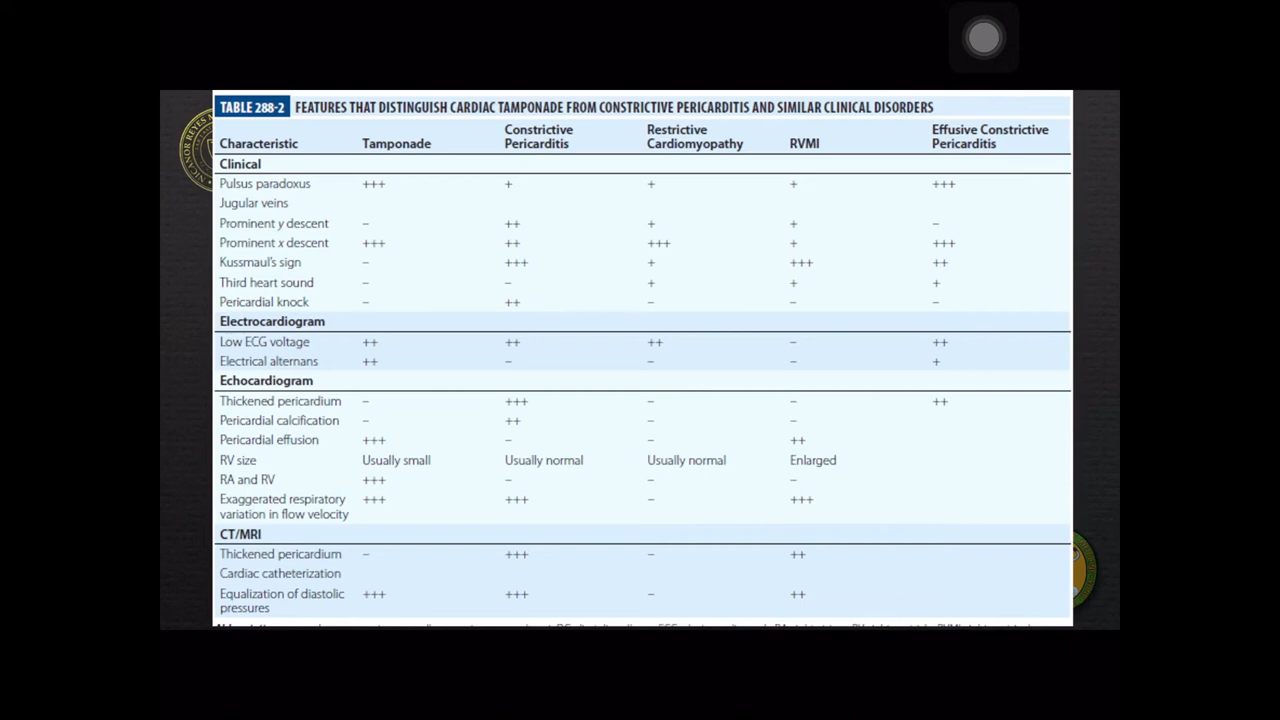 TABLE 288-2 FEATURES THAT DISTINGUISH CARDIAC TAMPONADE FROM CONSTRICTIVE PERICARDITIS AND SIMILAR CLINICAL DISORDERS
Characteristic Tamponade Constrictive Pericarditis Restrictive Cardiomyopathy RVMI Effusive Constrictive Pericarditis
Clinical
Pulsus paradoxus +++ + + + +++
Jugular veins
Prominent y descent – ++ + + –
Prominent x descent +++ ++ +++ + +++
Kussmaul's sign – +++ + +++ ++
Third heart sound – – + + +
Pericardial knock – ++ – – –
Electrocardiogram
Low ECG voltage ++ ++ ++ – ++
Electrical alternans ++ – – – +
Echocardiogram
Thickened pericardium – +++ – – ++
Pericardial calcification – ++ – –
Pericardial effusion +++ – – ++
RV size Usually small Usually normal Usually normal Enlarged
RA and RV +++ – – –
Exaggerated respiratory +++ +++ – +++
variation in flow velocity
CT/MRI
Thickened pericardium – +++ – ++
Cardiac catheterization
Equalization of diastolic +++ +++ – ++
pressures
NICANOR REYES